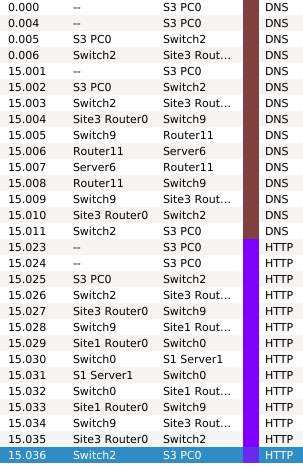 0.000 -- S3 PC0 DNS
0.004 -- S3 PC0 DNS
0.005 S3 PC0 Switch2 DNS
0.006 Switch2 Site3 Rout... DNS
15.001 -- S3 PC0 DNS
15.002 S3 PC0 Switch2 DNS
15.003 Switch2 Site3 Rout... DNS
15.004 Site3 Router0 Switch9 DNS
15.005 Switch9 Router11 DNS
15.006 Router11 Server6 DNS
15.007 Server6 Router11 DNS
15.008 Router11 Switch9 DNS
15.009 Switch9 Site3 Rout... DNS
15.010 Site3 Router0 Switch2 DNS
15.011 Switch2 S3 PC0 DNS
15.023 -- S3 PC0 HTTP
15.024 -- S3 PC0 HTTP
15.025 S3 PC0 Switch2 HTTP
15.026 Switch2 Site3 Rout... HTTP
15.027 Site3 Router0 Switch9 HTTP
15.028 Switch9 Site1 Rout... HTTP
15.029 Site1 Router0 Switch0 HTTP
15.030 Switch0 S1 Server1 HTTP
15.031 S1 Server1 Switch0 HTTP
15.032 Switch0 Site1 Rout... HTTP
15.033 Site1 Router0 Switch9 HTTP
15.034 Switch9 Site3 Rout... HTTP
15.035 Site3 Router0 Switch2 HTTP
15.036 Switch2 S3 PC0 HTTP